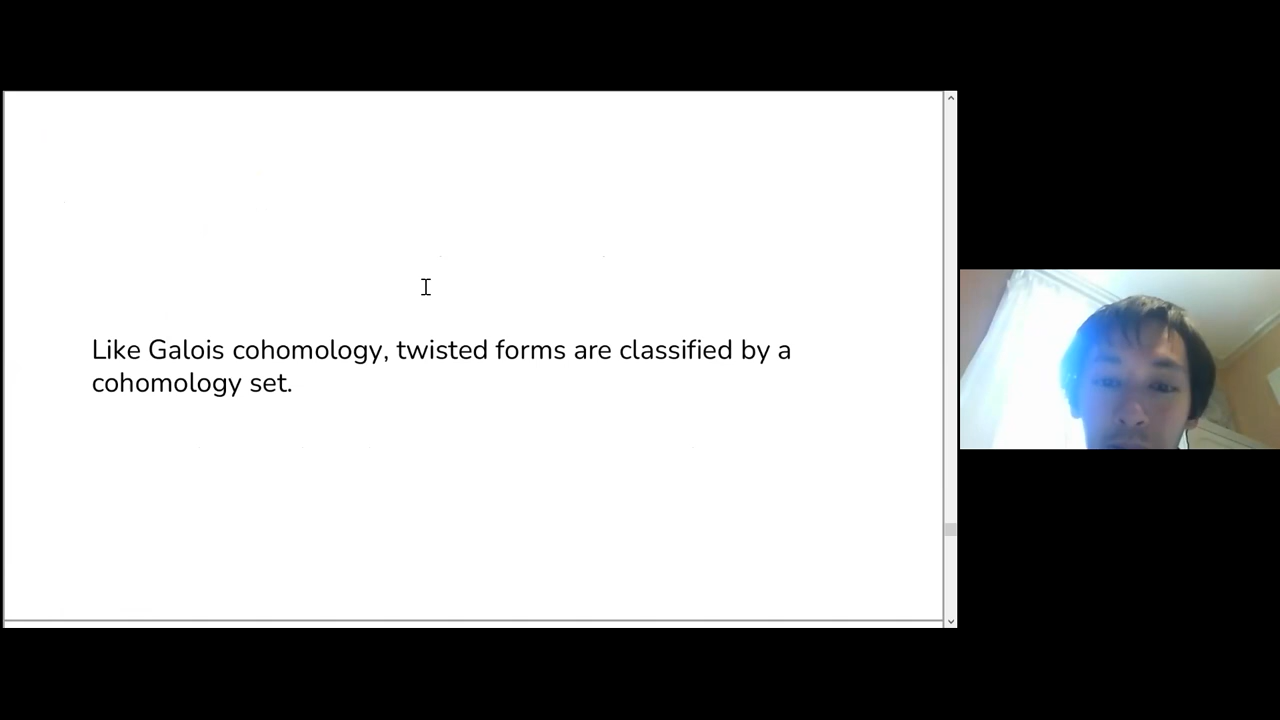 Like Galois cohomology, twisted forms are classified by a
cohomology set.